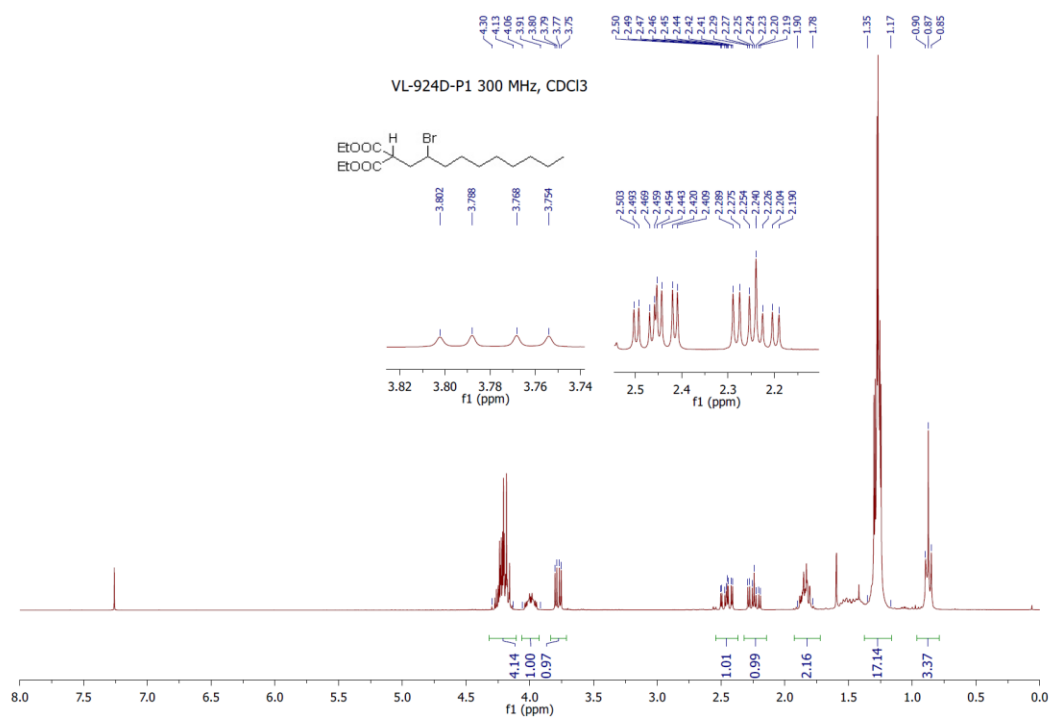 4.30 4.13 4.06 3.91 3.80 3.79 3.77 3.75 2.50 2.49 2.47 2.46 2.45 2.44 2.42 2.41 2.29 2.27 2.25 2.24 2.23 2.20 2.19 1.90 1.78 1.35 1.17 0.90 0.87 0.85
VL-924D-P1 300 MHz, CDCl3
H Br
EtOOC
EtOOC
3.802 3.788 3.768 3.754
3.82 3.80 3.78 3.76 3.74
f1 (ppm)
2.503 2.493 2.469 2.459 2.454 2.443 2.420 2.409 2.289 2.275 2.254 2.240 2.226 2.204 2.190
2.5 2.4 2.3 2.2
f1 (ppm)
4.14 1.00 0.97 1.01 0.99 2.16 17.14 3.37
8.0 7.5 7.0 6.5 6.0 5.5 5.0 4.5 4.0 3.5 3.0 2.5 2.0 1.5 1.0 0.5 0.0
f1 (ppm)